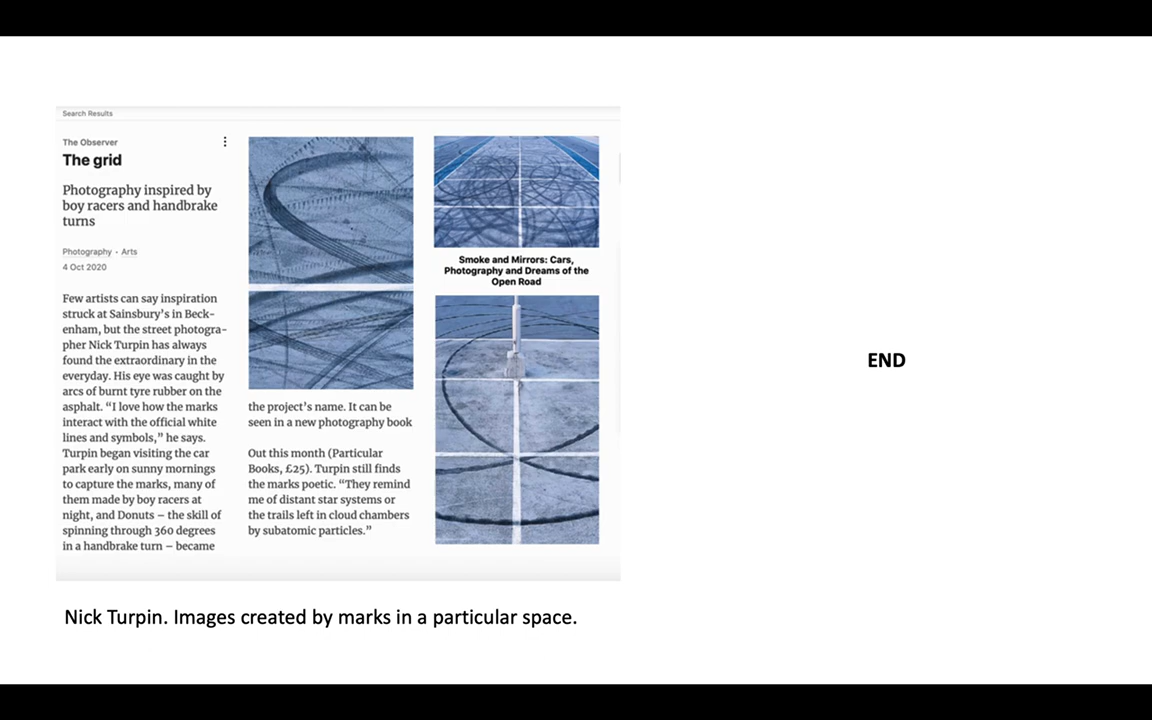 Search Results
The Observer
The grid
Photography inspired by
boy racers and handbrake
turns
Photography - Arts
4 Oct 2020
Few artists can say inspiration
struck at Sainsbury's in Beck-
enham, but the street photogra-
pher Nick Turpin has always
found the extraordinary in the
everyday. His eye was caught by
arcs of burnt tyre rubber on the
asphalt. “I love how the marks
interact with the official white
lines and symbols,” he says.
Turpin began visiting the car
park early on sunny mornings
to capture the marks, many of
them made by boy racers at
night, and Donuts – the skill of
spinning through 360 degrees
in a handbrake turn – became
the project's name. It can be
seen in a new photography book
Smoke and Mirrors: Cars,
Photography and Dreams of the
Open Road
Out this month (Particular
Books, £25). Turpin still finds
the marks poetic. “They remind
me of distant star systems or
the trails left in cloud chambers
by subatomic particles.”
Nick Turpin. Images created by marks in a particular space.
END